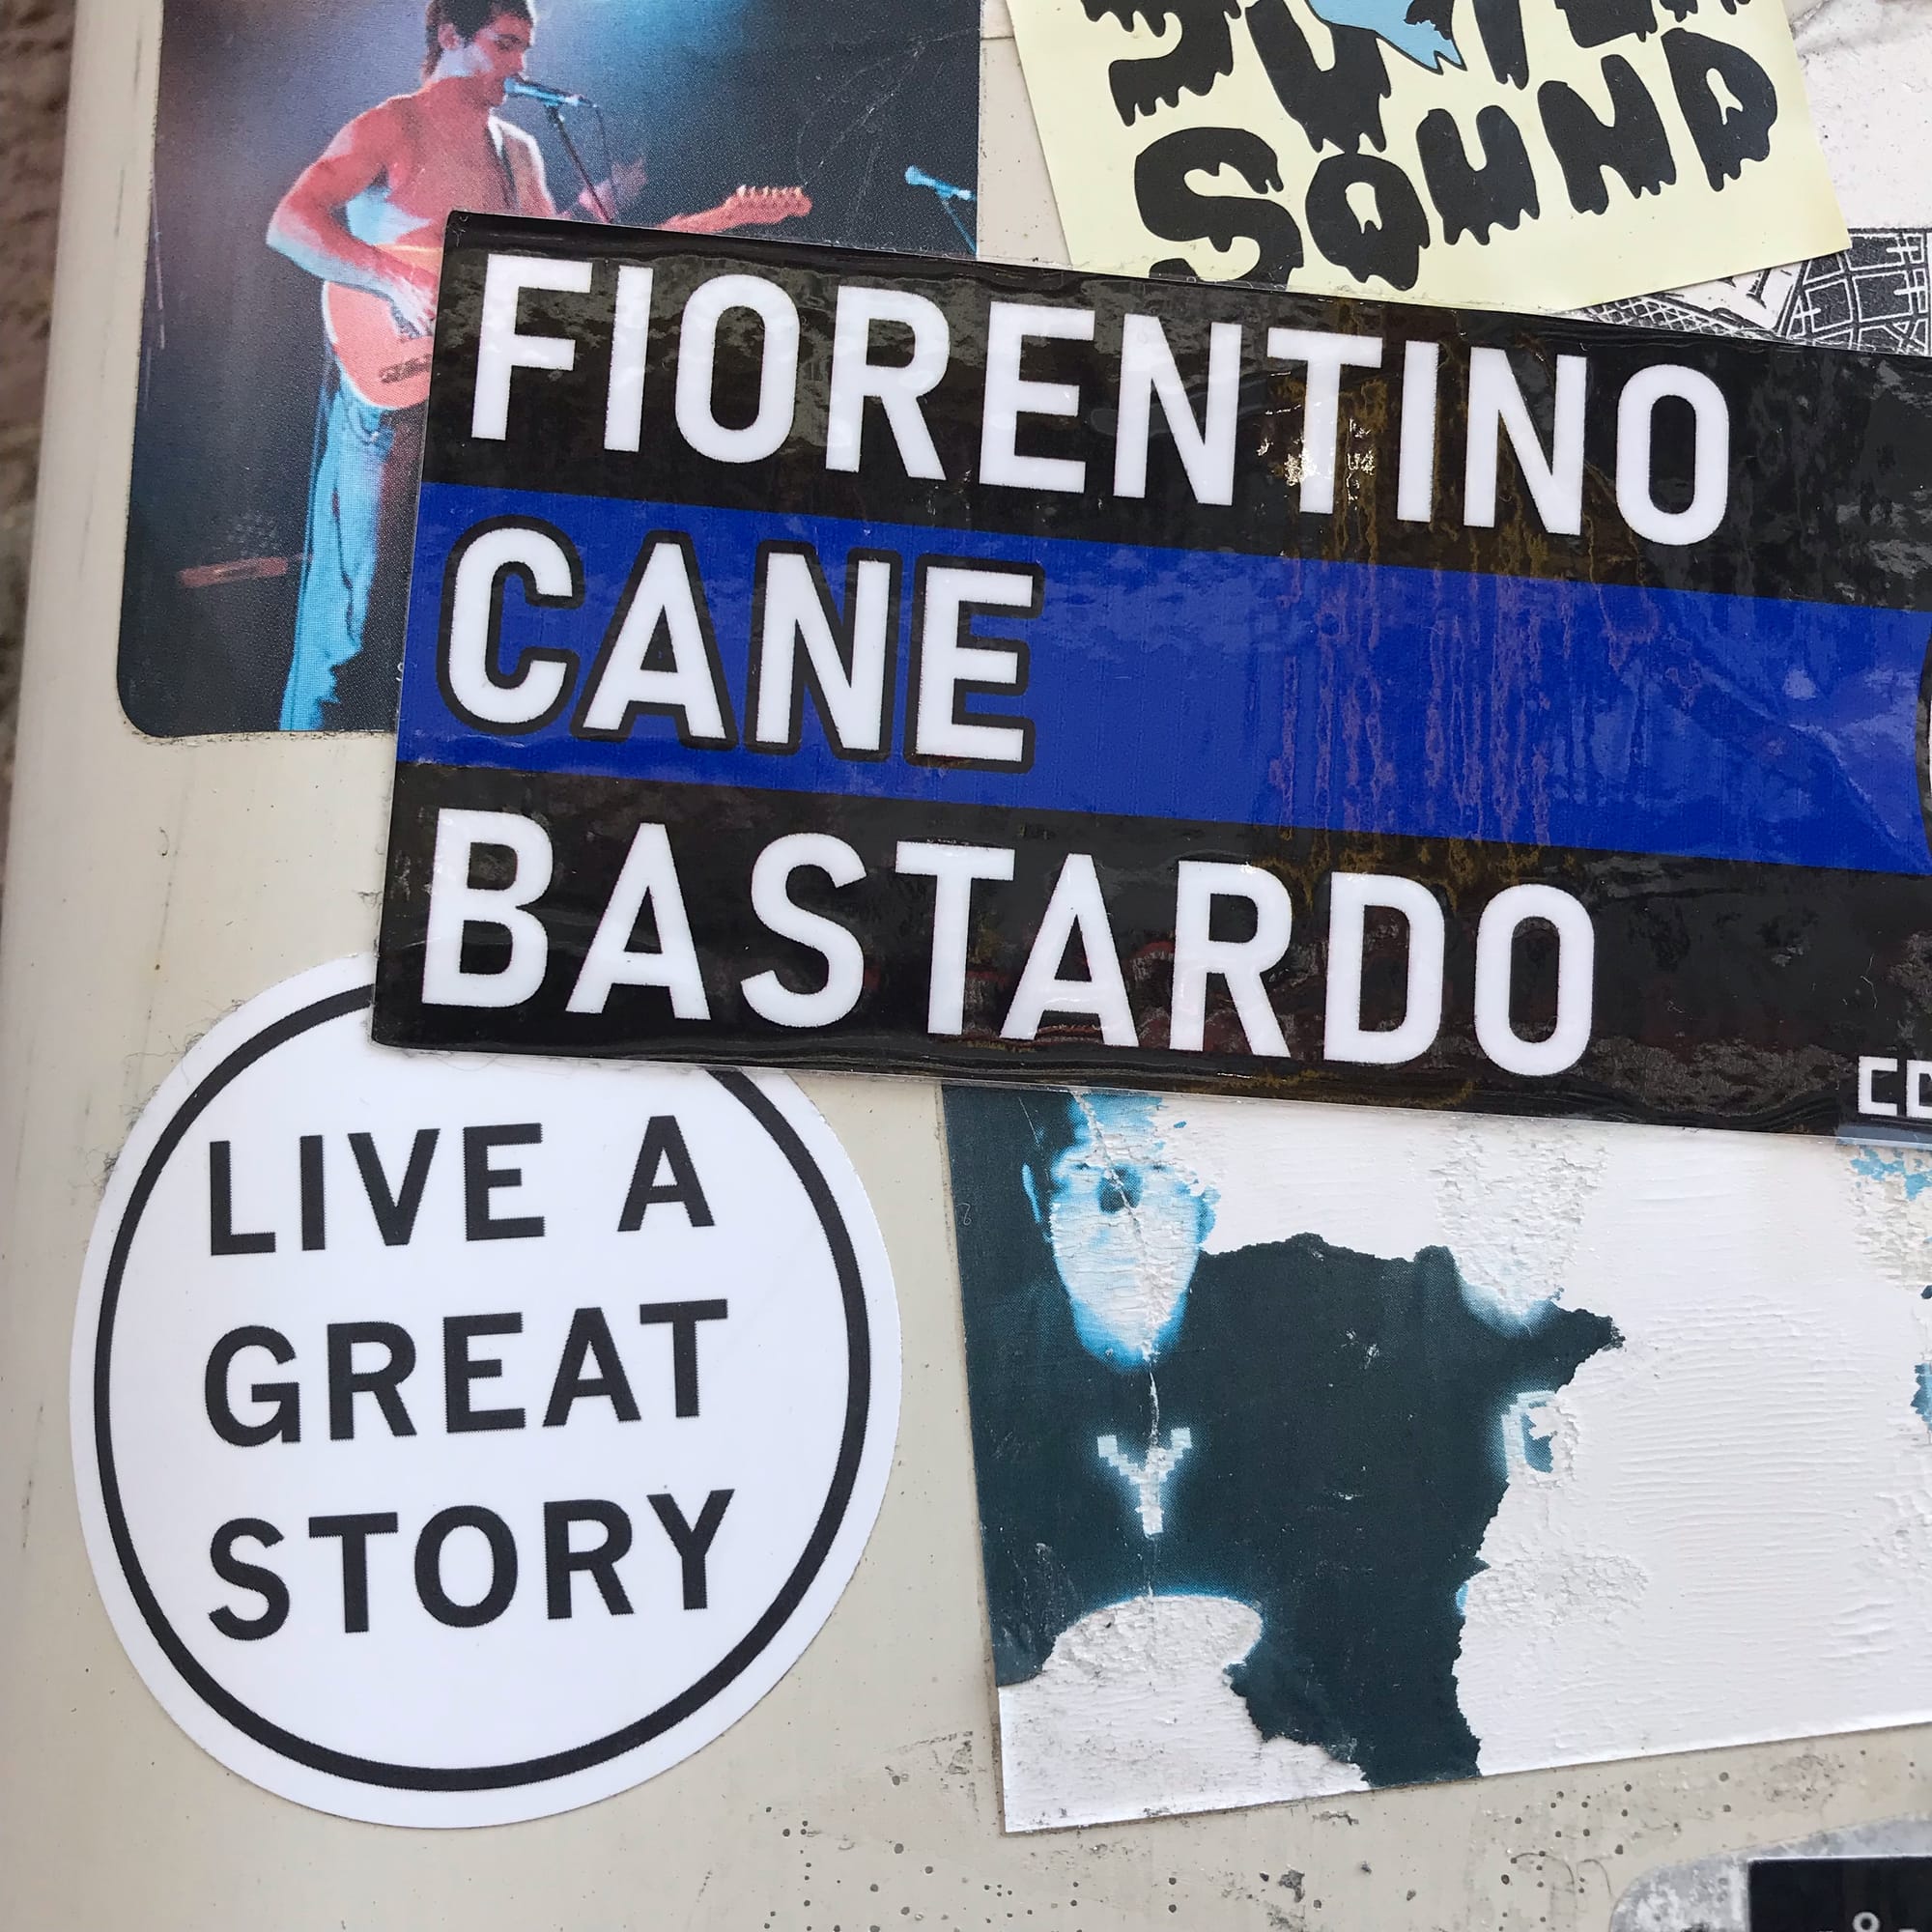 SOUND
FIORENTINO
CANE
BASTARDO
LIVE A
GREAT
STORY
Y